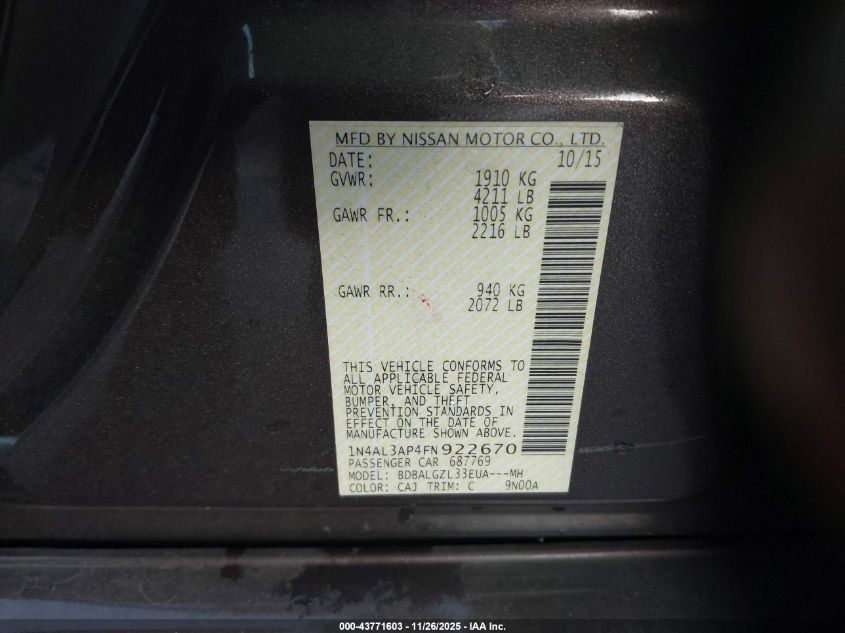 MFD BY NISSAN MOTOR CO., LTD.
DATE: 10/15
GVWR: 1910 KG
4211 LB
GAWR FR.: 1005 KG
2216 LB
GAWR RR.: 940 KG
2072 LB
THIS VEHICLE CONFORMS TO
ALL APPLICABLE FEDERAL
MOTOR VEHICLE SAFETY,
BUMPER, AND THEFT
PREVENTION STANDARDS IN
EFFECT ON THE DATE OF
MANUFACTURE SHOWN ABOVE.
1N4AL3AP4FN922670
PASSENGER CAR 687769
MODEL: BDBALGZL33EUA---MH
COLOR: CAJ TRIM: C 9N00A
000-43771603 - 11/26/2025 - IAA Inc.